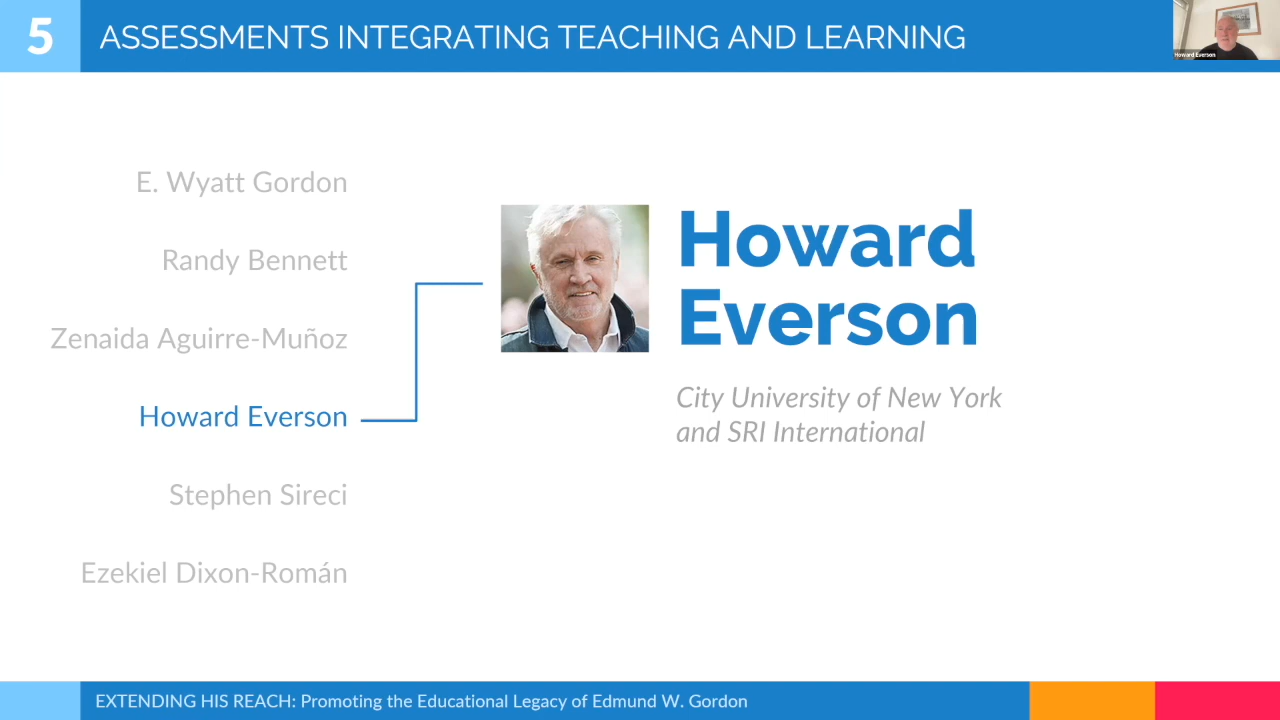 5
ASSESSMENTS INTEGRATING TEACHING AND LEARNING
Howard Everson
E. Wyatt Gordon
Randy Bennett
Zenaida Aguirre-Muñoz
Howard Everson
Stephen Sireci
Ezekiel Dixon-Román
Howard
Everson
City University of New York
and SRI International
EXTENDING HIS REACH: Promoting the Educational Legacy of Edmund W. Gordon